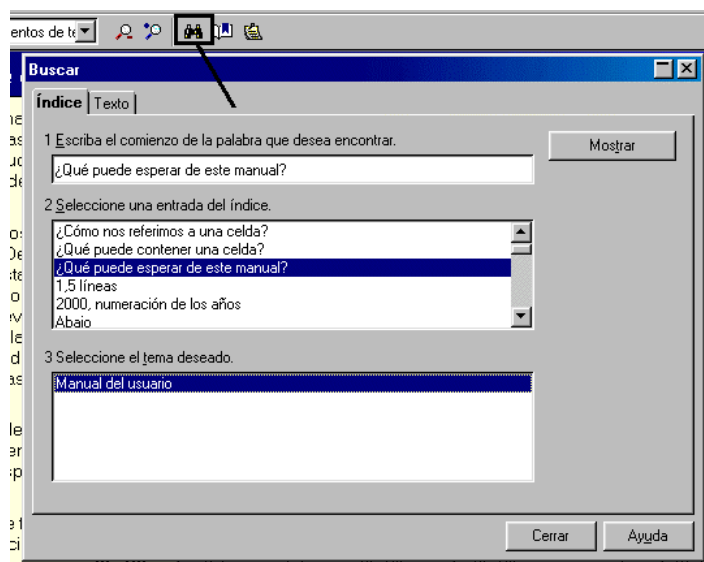 entos de te
Buscar
Índice
Texto
1 Escriba el comienzo de la palabra que desea encontrar.
Mostrar
¿Qué puede esperar de este manual?
2 Seleccione una entrada del índice.
¿Cómo nos referimos a una celda?
¿Qué puede contener una celda?
¿Qué puede esperar de este manual?
1,5 líneas
2000, numeración de los años
Abajo
3 Seleccione el tema deseado.
Manual del usuario
Cerrar
Ayuda